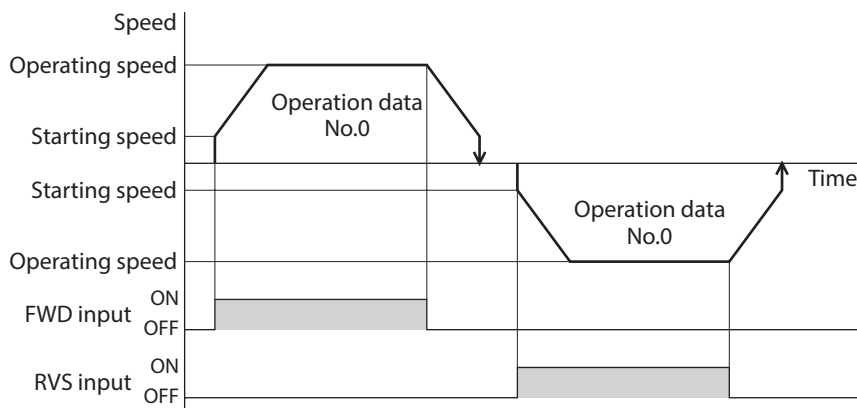 Speed
Operating speed
Operation data
No.0
Starting speed
Starting speed
Time
Operation data
No.0
Operating speed
ON
FWD input
OFF
ON
RVS input
OFF